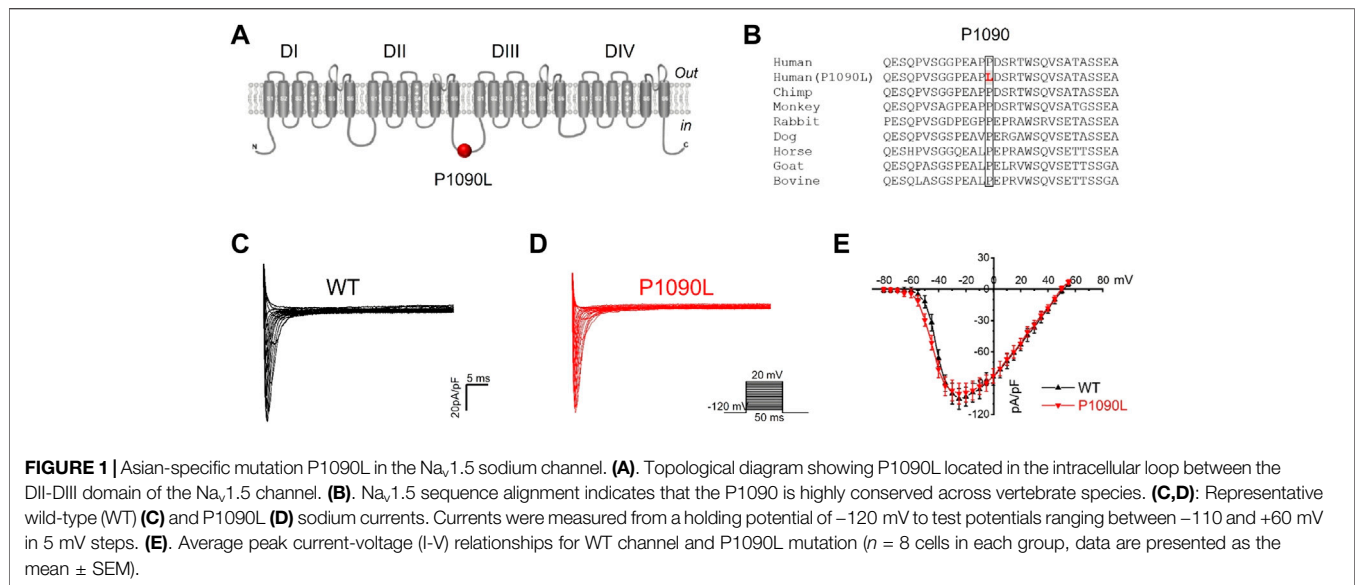 A
DI DII DIII DIV
Out
in
N
C
P1090L
B
P1090
Human QESQPVSGGPEAPPDSRTWSQVSATASSEA
Human(P1090L) QESQPVSGGPEAPLDSRTWSQVSATASSEA
Chimp QESQPVSGGPEAPPDSRTWSQVSATASSEA
Monkey QESQPVSAGPEAPPDSRTWSQVSATGSSEA
Rabbit PESQPVSGDPEGPPEPRAWSRVSETASSEA
Dog QESQPVSGSPEAVPERGAWSQVSATASSEA
Horse QESHPVSGGQEALPEPRAWSQVSETTSSEA
Goat QESQPASGSPEALPELRVWSQVSETTSSGA
Bovine QESQLASGSPEALPEPRVWSQVSETTSSGA
C
WT
5 ms
20pA/pF
D
P1090L
20 mV
-120 mV
50 ms
E
30
-80 -60 -40 -20 0 20 40 60 80 mV
-30
-60
-90
-120
pA/pF
WT
P1090L
FIGURE 1 | Asian-specific mutation P1090L in the Nav1.5 sodium channel. (A). Topological diagram showing P1090L located in the intracellular loop between the
DII-DIII domain of the Nav1.5 channel. (B). Nav1.5 sequence alignment indicates that the P1090 is highly conserved across vertebrate species. (C,D): Representative
wild-type (WT) (C) and P1090L (D) sodium currents. Currents were measured from a holding potential of −120 mV to test potentials ranging between −110 and +60 mV
in 5 mV steps. (E). Average peak current-voltage (I-V) relationships for WT channel and P1090L mutation (n = 8 cells in each group, data are presented as the
mean ± SEM).